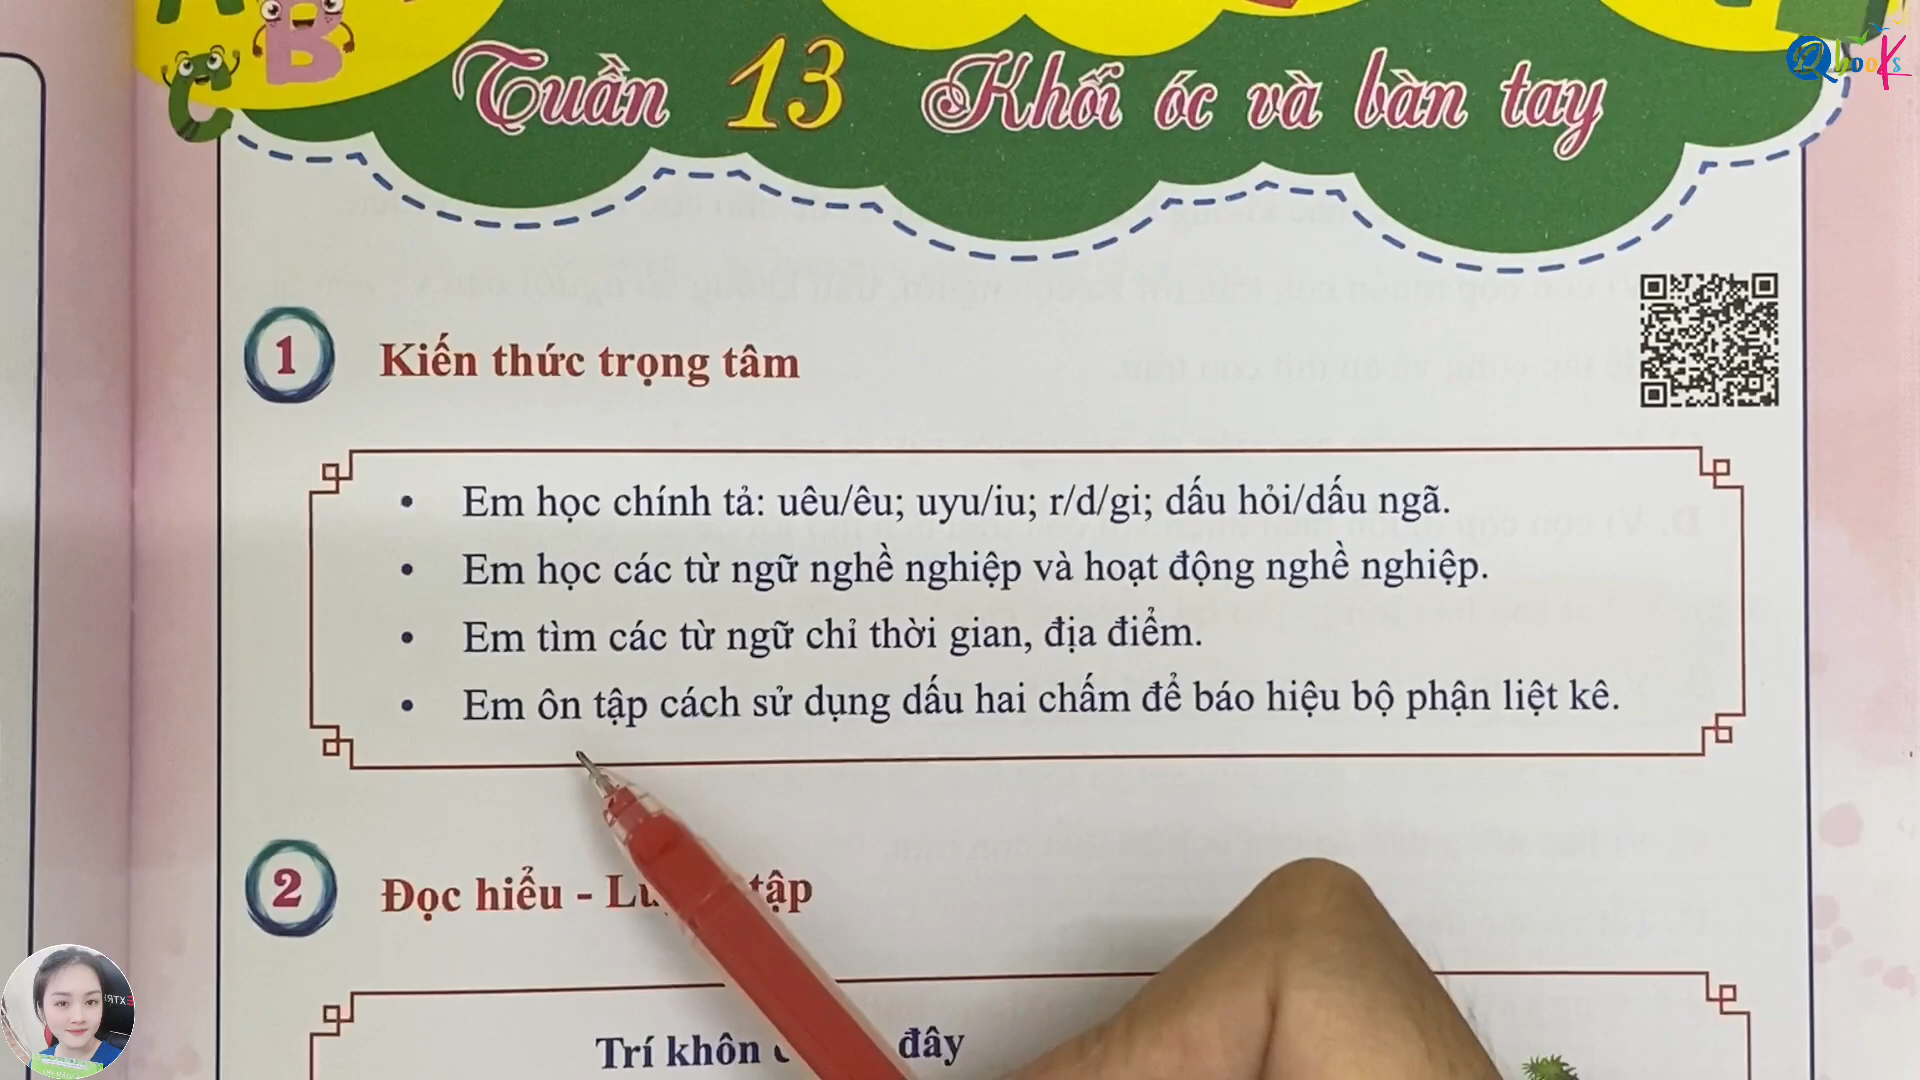 Tuần 13 Khối óc và bàn tay
Qbooks
1 Kiến thức trọng tâm
• Em học chính tả: uêu/êu; uyu/iu; r/d/gi; dấu hỏi/dấu ngã.
• Em học các từ ngữ nghề nghiệp và hoạt động nghề nghiệp.
• Em tìm các từ ngữ chỉ thời gian, địa điểm.
• Em ôn tập cách sử dụng dấu hai chấm để báo hiệu bộ phận liệt kê.
2 Đọc hiểu - tập
Trí khôn đây